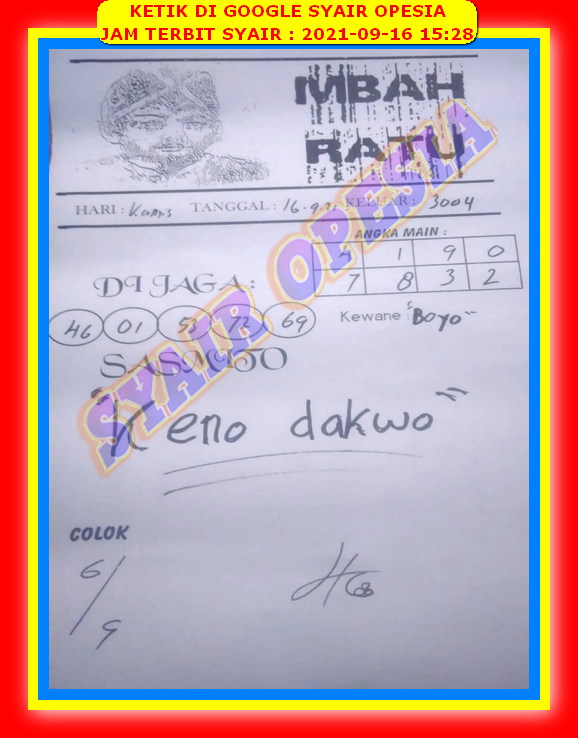 KETIK DI GOOGLE SYAIR OPESIA
JAM TERBIT SYAIR : 2021-09-16 15:28
MBAH
RATU
HARI : Kamis TANGGAL : 16.9.21 KELUAR : 3004
ANGKA MAIN :
1 9 0
7 8 3 2
DI JAGA :
46 01 72 69
Kewane : "Boyo"
SASMITO
"Keno dakwo"
COLOK
6/9
SYAIR OPESIA